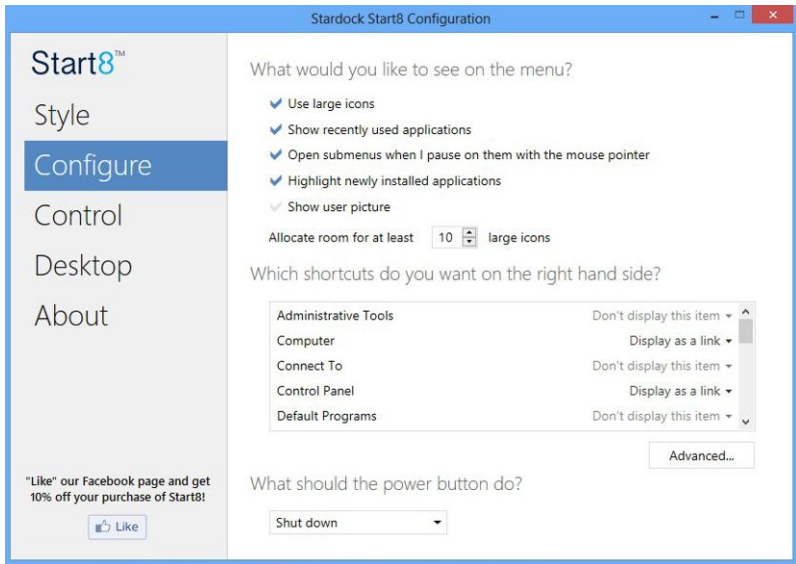 Stardock Start8 Configuration
Start8™
Style
Configure
Control
Desktop
About
"Like" our Facebook page and get
10% off your purchase of Start8!
Like
What would you like to see on the menu?
Use large icons
Show recently used applications
Open submenus when I pause on them with the mouse pointer
Highlight newly installed applications
Show user picture
Allocate room for at least 10 large icons
Which shortcuts do you want on the right hand side?
Administrative Tools Don't display this item
Computer Display as a link
Connect To Don't display this item
Control Panel Display as a link
Default Programs Don't display this item
Advanced...
What should the power button do?
Shut down